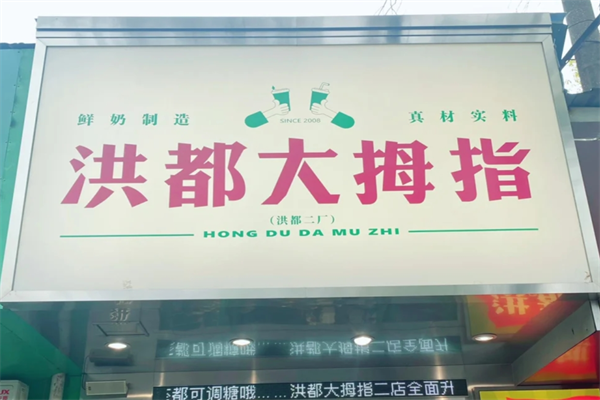 鲜奶制造
SINCE 2008
真材实料
洪都大拇指
（洪都二厂）
HONG DU DA MU ZHI
都可调糖哦……洪都大拇指二店全面升